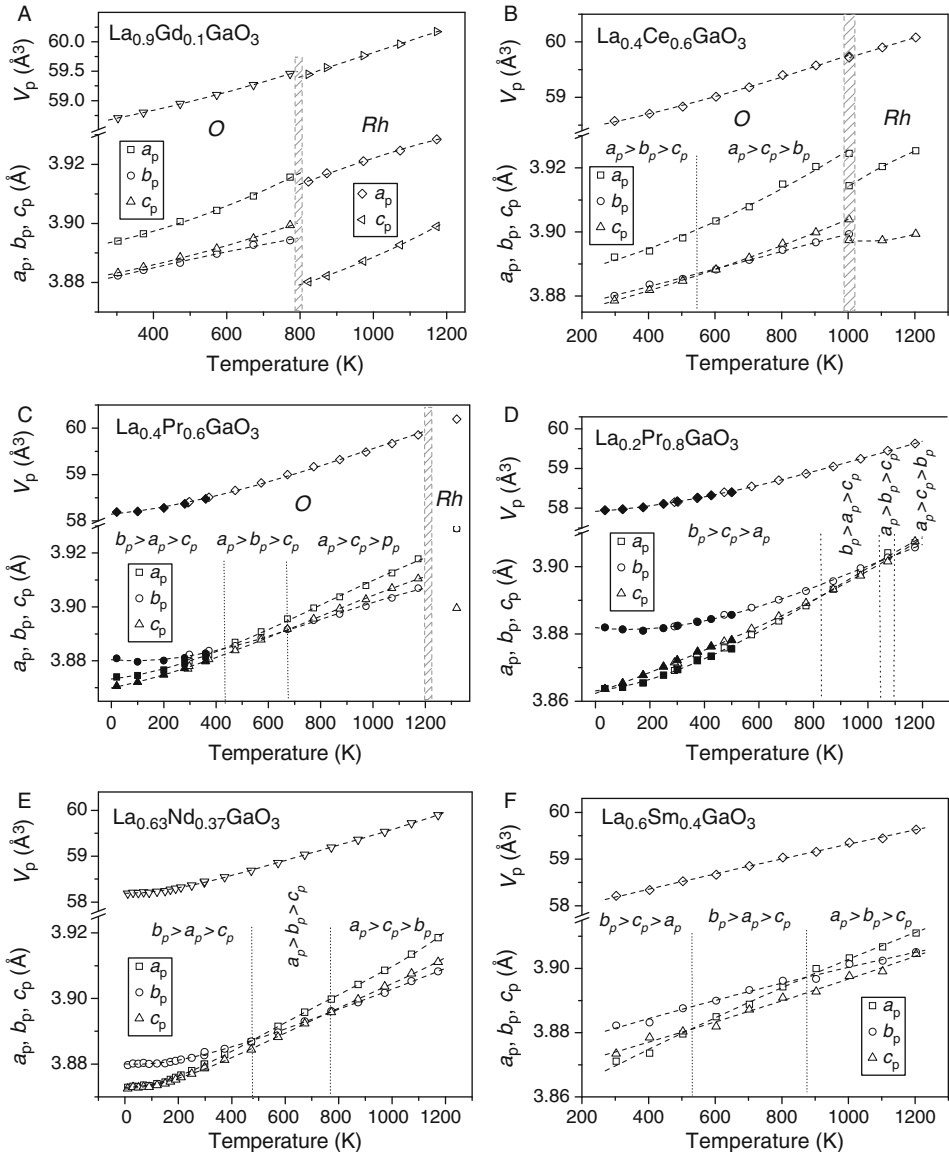 A
La0.9Gd0.1GaO3
Vp (Å3)
60.0
59.5
59.0
O
Rh
ap, bp, cp (Å)
3.92
3.90
3.88
ap
bp
cp
ap
cp
400 600 800 1000 1200
Temperature (K)
B
La0.4Ce0.6GaO3
Vp (Å3)
60
59
O
Rh
ap>bp>cp
ap>cp>bp
ap, bp, cp (Å)
3.92
3.90
3.88
ap
bp
cp
200 400 600 800 1000 1200
Temperature (K)
C
La0.4Pr0.6GaO3
Vp (Å3)
60
59
58
O
Rh
bp>ap>cp
ap>bp>cp
ap>cp>pp
ap, bp, cp (Å)
3.92
3.90
3.88
ap
bp
cp
0 200 400 600 800 1000 1200
Temperature (K)
D
La0.2Pr0.8GaO3
Vp (Å3)
60
59
58
bp>cp>ap
bp>ap>cp
ap>bp>cp
ap>cp>bp
ap, bp, cp (Å)
3.90
3.88
3.86
ap
bp
cp
0 200 400 600 800 1000 1200
Temperature (K)
E
La0.63Nd0.37GaO3
Vp (Å3)
60
59
58
bp>ap>cp
ap>bp>cp
ap>cp>bp
ap, bp, cp (Å)
3.92
3.90
3.88
ap
bp
cp
0 200 400 600 800 1000 1200
Temperature (K)
F
La0.6Sm0.4GaO3
Vp (Å3)
60
59
58
bp>cp>ap
bp>ap>cp
ap>bp>cp
ap, bp, cp (Å)
3.90
3.88
3.86
ap
bp
cp
200 400 600 800 1000 1200
Temperature (K)